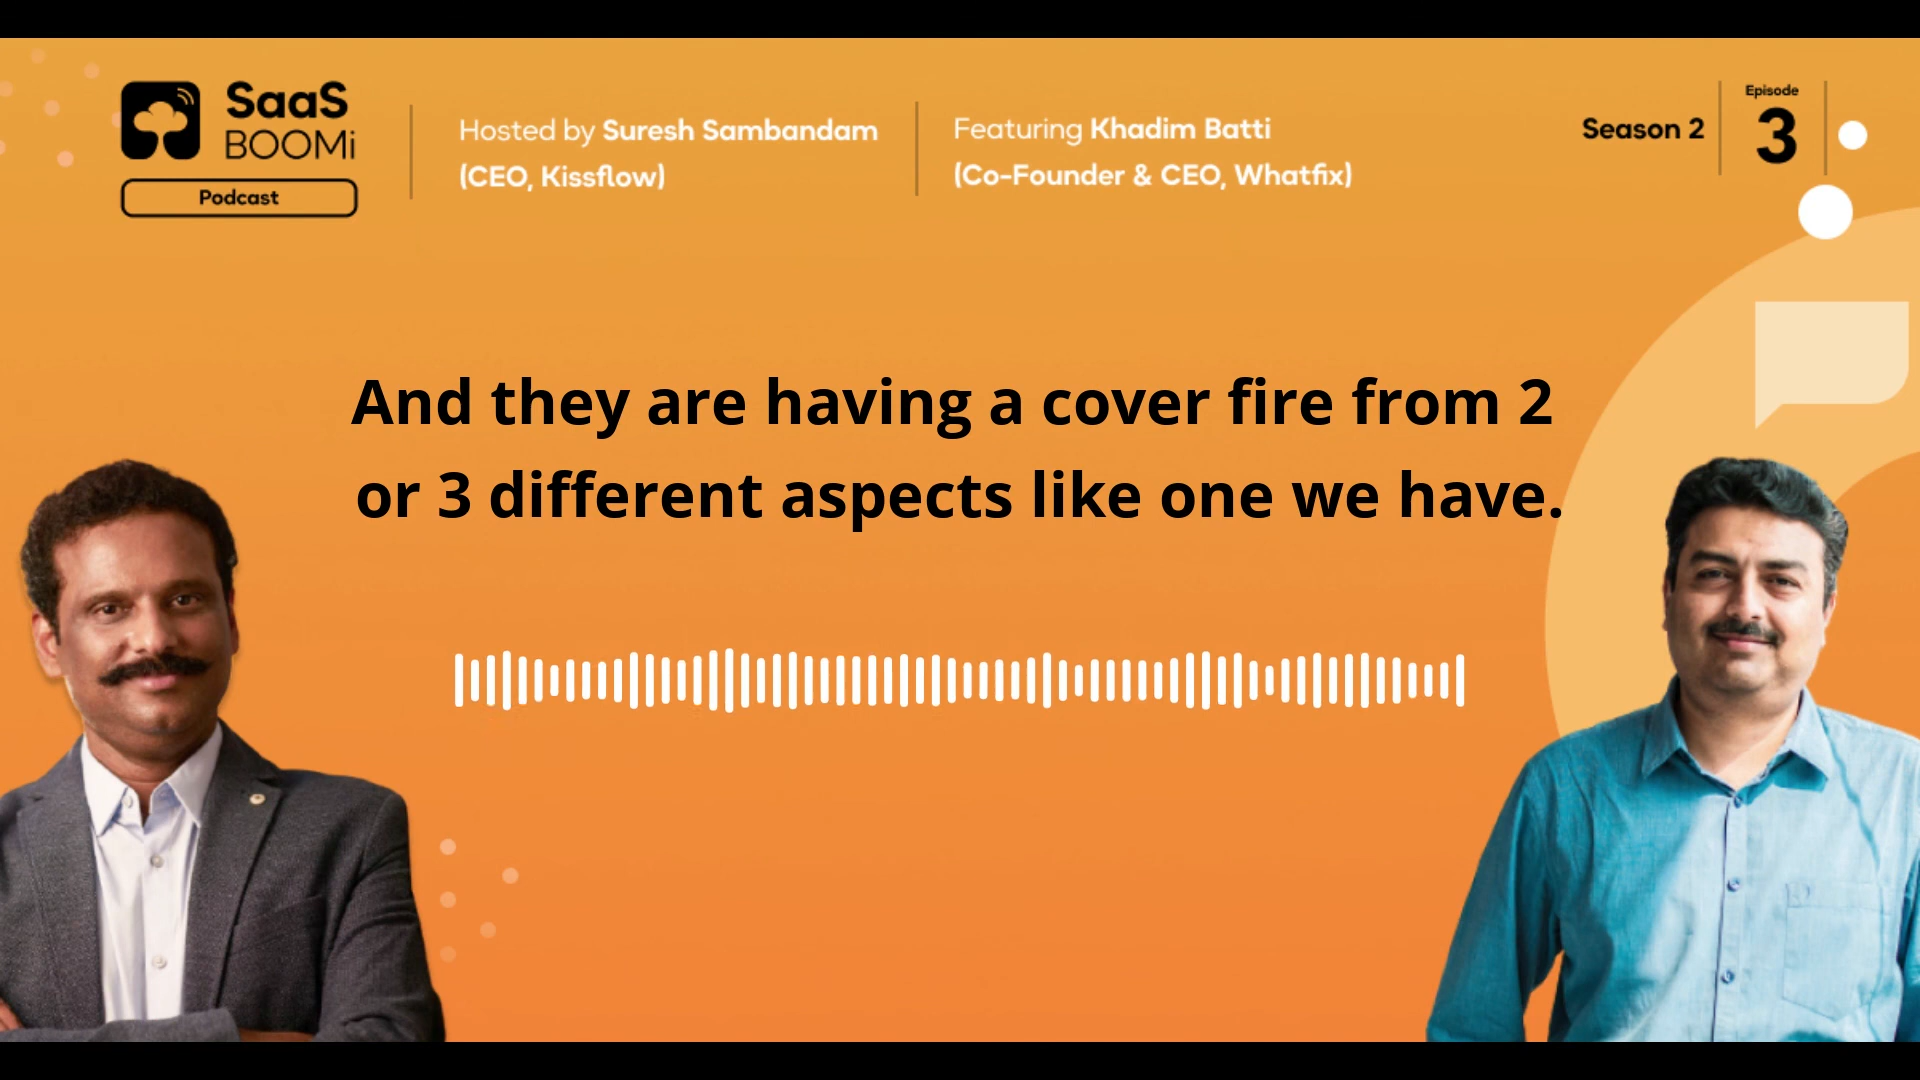 SaaS
BOOMi
Podcast
Hosted by Suresh Sambandam
(CEO, Kissflow)
Featuring Khadim Batti
(Co-Founder & CEO, Whatfix)
Season 2
Episode
3
And they are having a cover fire from 2
or 3 different aspects like one we have.